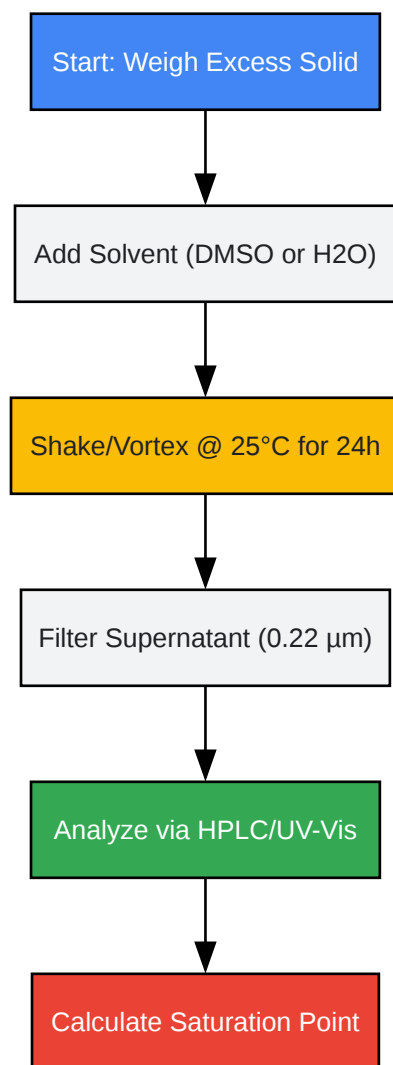 Start: Weigh Excess Solid
Add Solvent (DMSO or H2O)
Shake/Vortex @ 25°C for 24h
Filter Supernatant (0.22 µm)
Analyze via HPLC/UV-Vis
Calculate Saturation Point